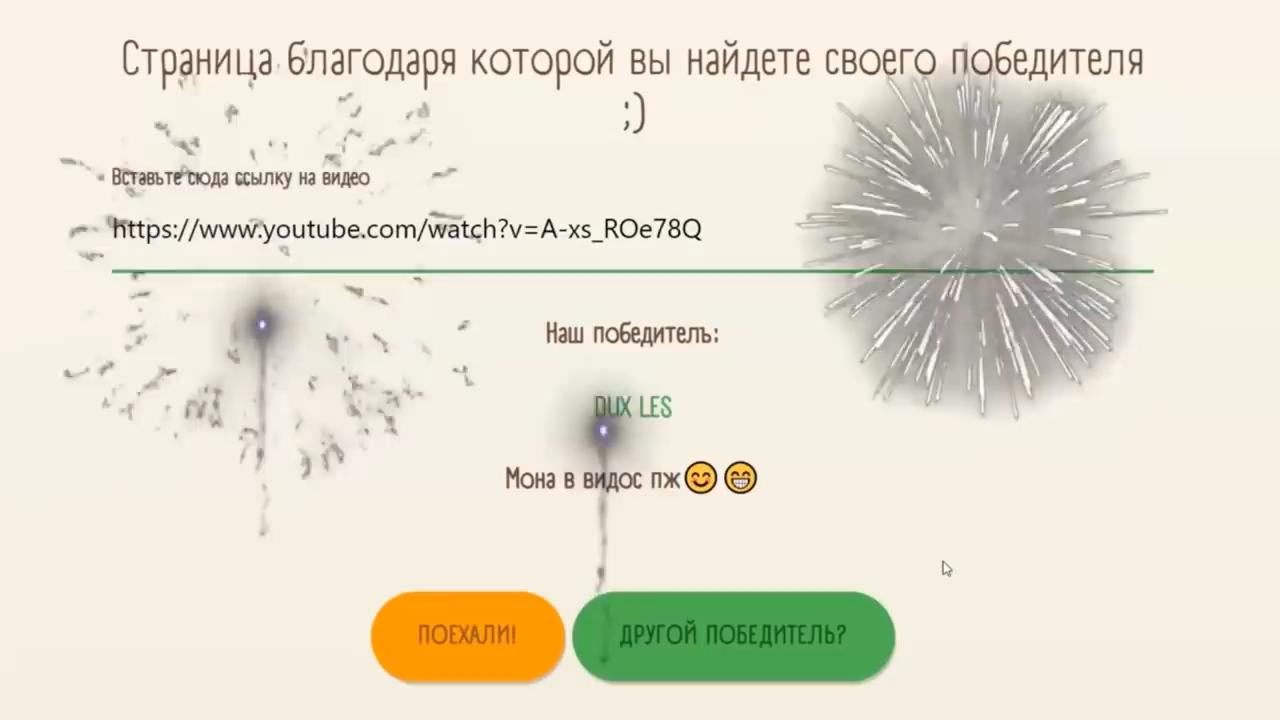 Страница благодаря которой вы найдете своего победителя
;)
Вставьте сюда ссылку на видео
https://www.youtube.com/watch?v=A-xs_ROe78Q
Наш победитель:
DUX LES
Мона в видос пж😊😁
ПОЕХАЛИ!
ДРУГОЙ ПОБЕДИТЕЛЬ?